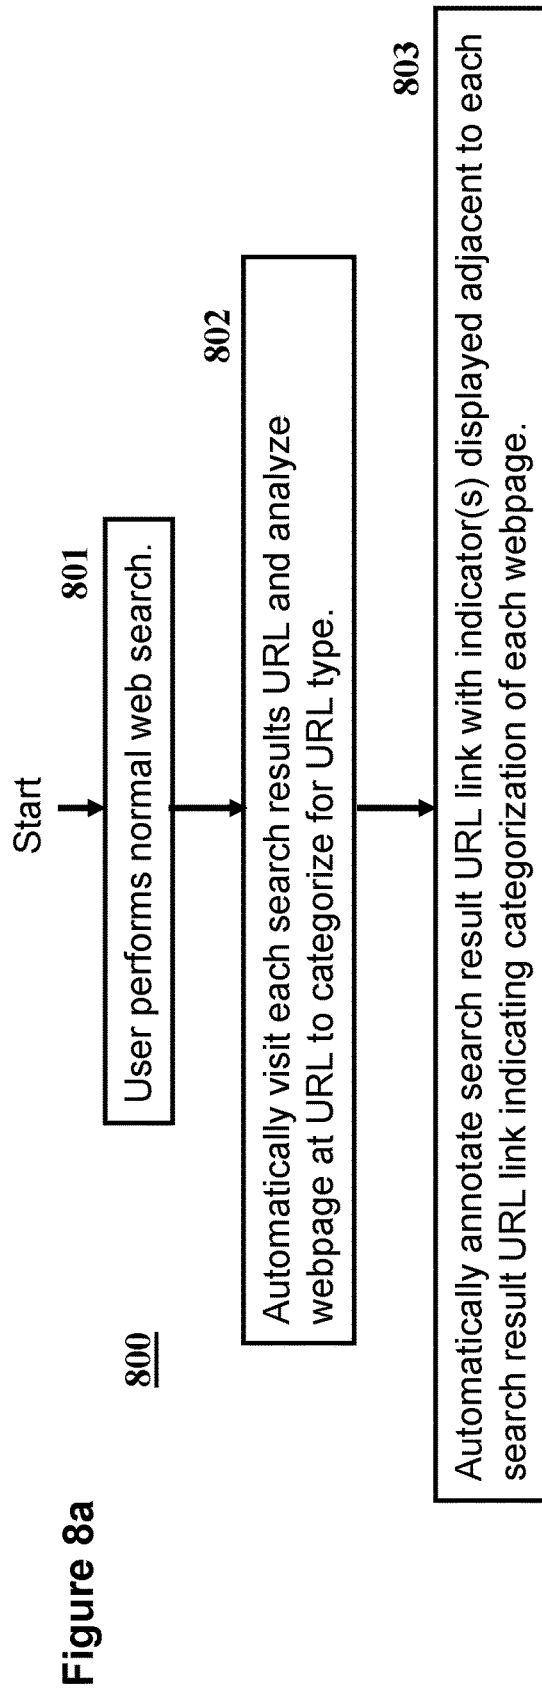 Figure 8a
800
Start
801
User performs normal web search.
802
Automatically visit each search results URL and analyze
webpage at URL to categorize for URL type.
803
Automatically annotate search result URL link with indicator(s) displayed adjacent to each
search result URL link indicating categorization of each webpage.